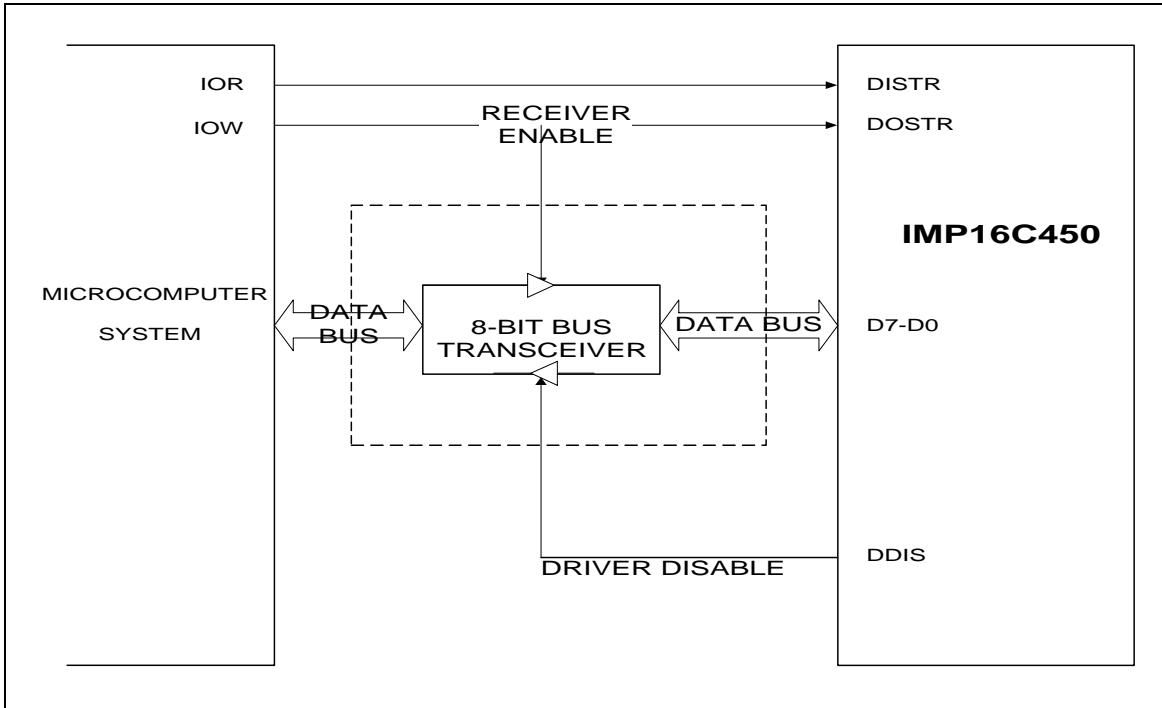 IOR
DISTR
RECEIVER
ENABLE
IOW
DOSTR
IMP16C450
MICROCOMPUTER
SYSTEM
DATA
BUS
8-BIT BUS
TRANSCEIVER
DATA BUS
D7-D0
DRIVER DISABLE
DDIS